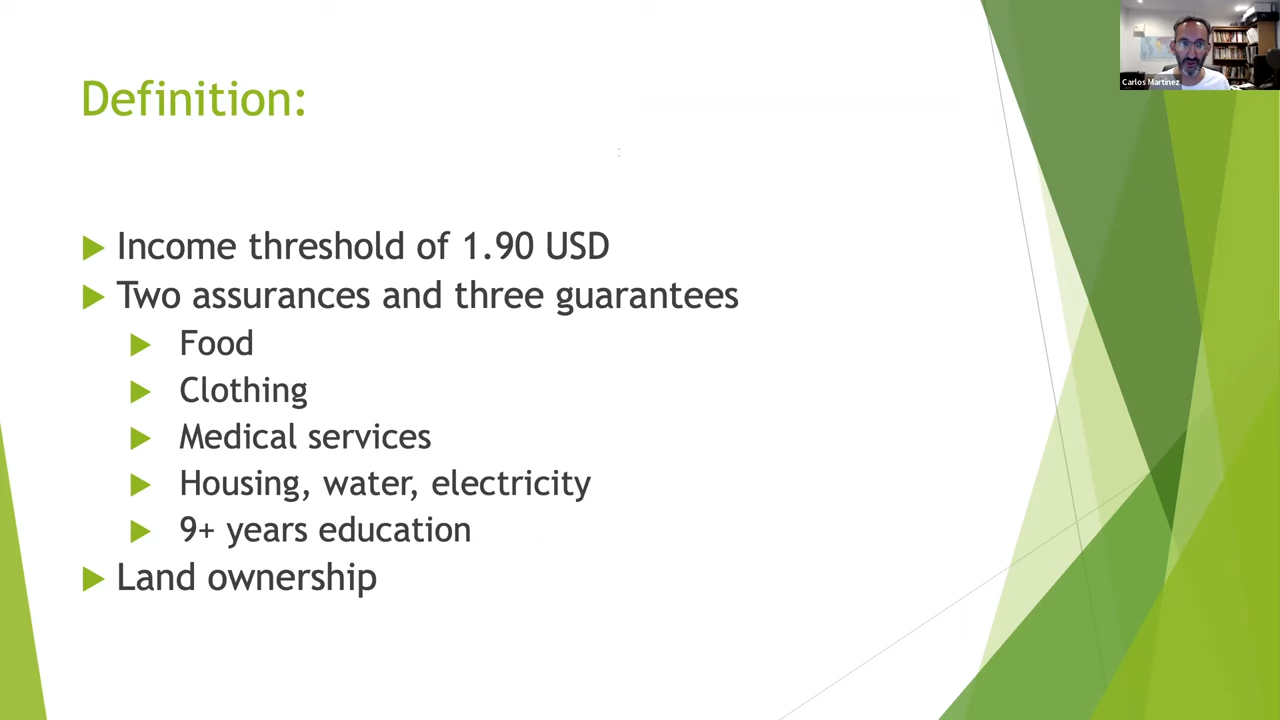 Carlos Martinez
Definition:
:
Income threshold of 1.90 USD
Two assurances and three guarantees
Food
Clothing
Medical services
Housing, water, electricity
9+ years education
Land ownership